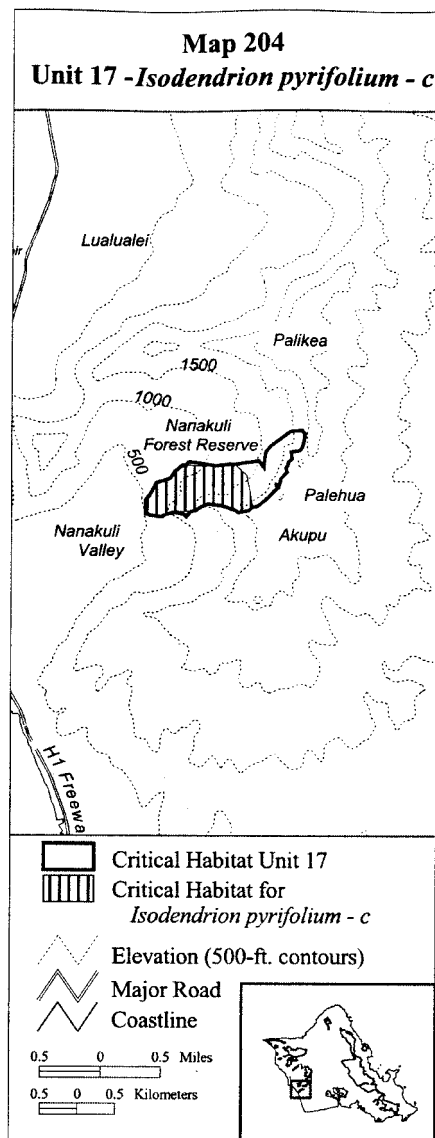 Map 204
Unit 17 - Isodendrion pyrifolium - c
ir
Lualualei
Palikea
1500
1000
Nanakuli
Forest Reserve
500
Palehua
Nanakuli
Valley
Akupu
H1 Freewa
Critical Habitat Unit 17
Critical Habitat for
Isodendrion pyrifolium - c
Elevation (500-ft. contours)
Major Road
Coastline
0.5 0 0.5 Miles
0.5 0 0.5 Kilometers